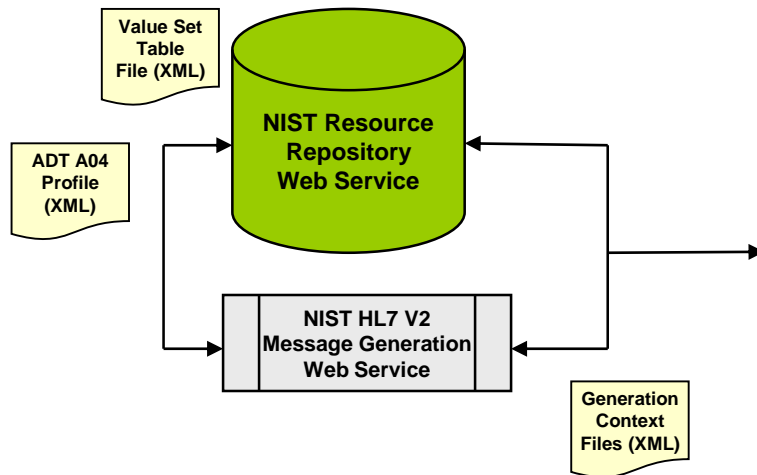 Value Set
Table
File (XML)
NIST Resource
Repository
Web Service
ADT A04
Profile
(XML)
NIST HL7 V2
Message Generation
Web Service
Generation
Context
Files (XML)